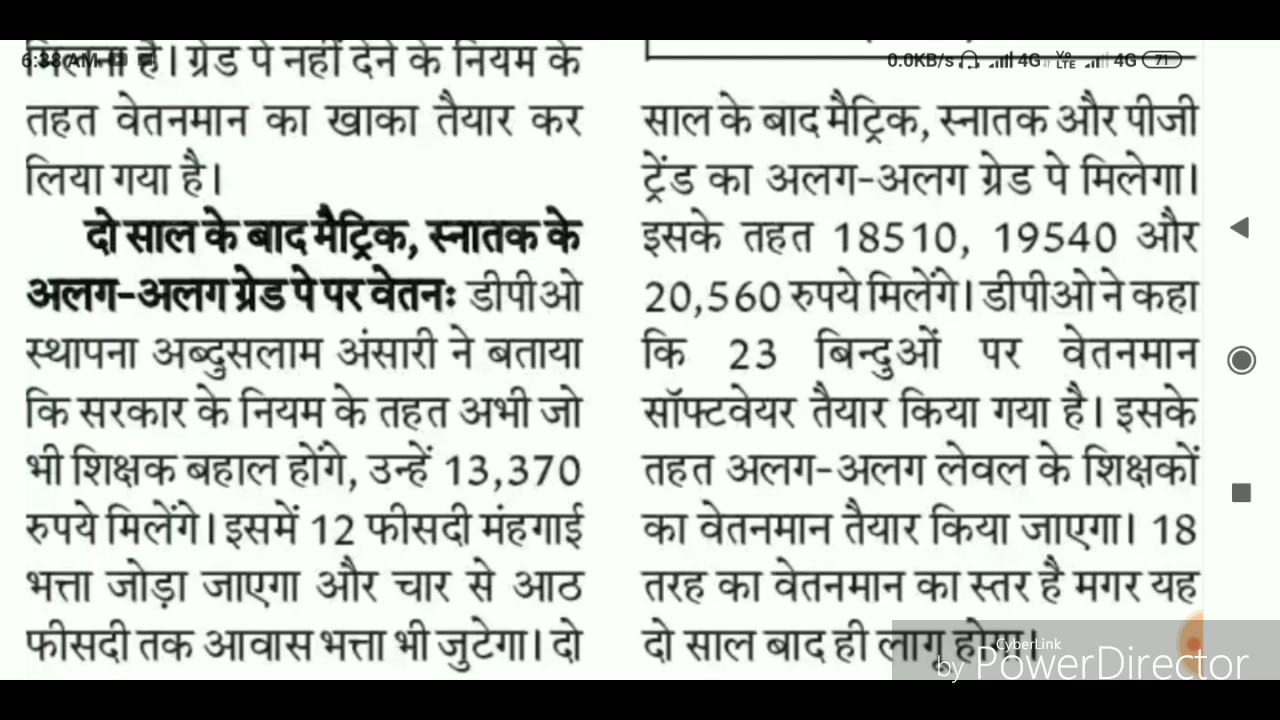 मिलना है। ग्रेड पे नहीं देने के नियम के
तहत वेतनमान का खाका तैयार कर
लिया गया है।
दो साल के बाद मैट्रिक, स्नातक के
अलग-अलग ग्रेड पे पर वेतनः डीपीओ
स्थापना अब्दुसलाम अंसारी ने बताया
कि सरकार के नियम के तहत अभी जो
भी शिक्षक बहाल होंगे, उन्हें 13,370
रुपये मिलेंगे। इसमें 12 फीसदी मंहगाई
भत्ता जोड़ा जाएगा और चार से आठ
फीसदी तक आवास भत्ता भी जुटेगा। दो
6:38 AM
0.0KB/s 4G Vo LTE 4G 71
साल के बाद मैट्रिक, स्नातक और पीजी
ट्रेंड का अलग-अलग ग्रेड पे मिलेगा।
इसके तहत 18510, 19540 और
20,560 रुपये मिलेंगे। डीपीओ ने कहा
कि 23 बिन्दुओं पर वेतनमान
सॉफ्टवेयर तैयार किया गया है। इसके
तहत अलग-अलग लेवल के शिक्षकों
का वेतनमान तैयार किया जाएगा। 18
तरह का वेतनमान का स्तर है मगर यह
दो साल बाद ही लागू होगा।
CyberLink
by PowerDirector